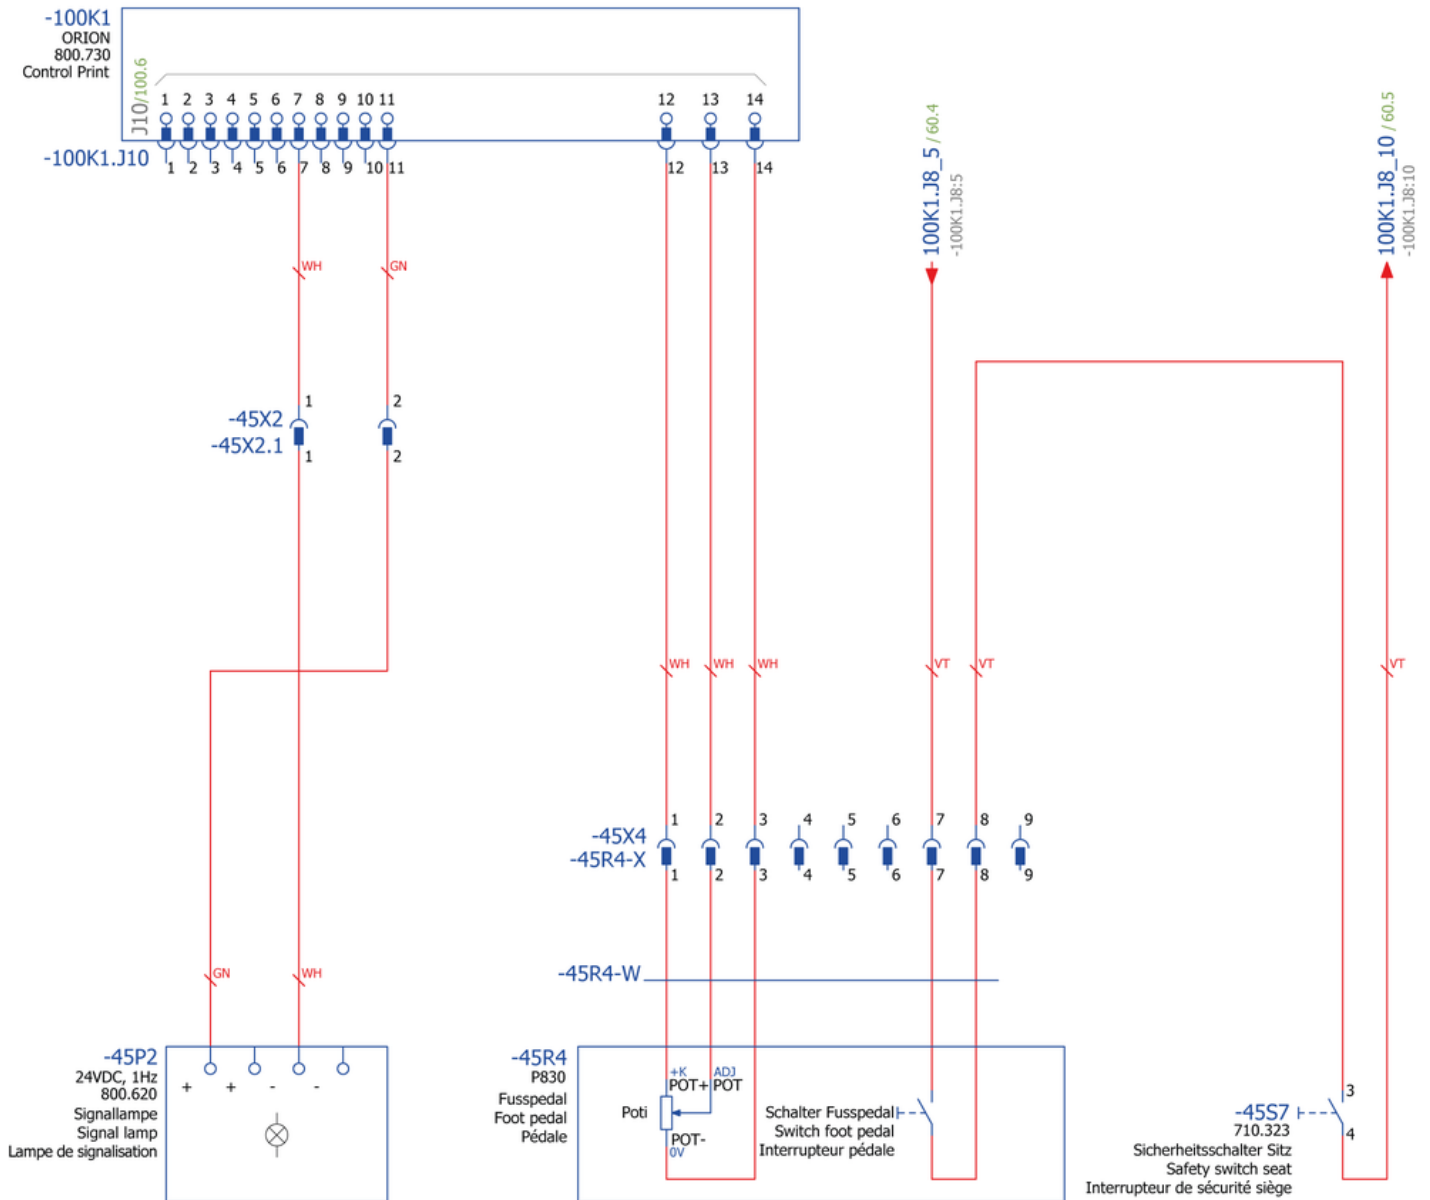 -100K1
ORION
800.730
Control Print
J10/100.6
1 2 3 4 5 6 7 8 9 10 11 12 13 14
-100K1.J10
1 2 3 4 5 6 7 8 9 10 11 12 13 14
100K1.J8_5 / 60.4
-100K1.J8:5
100K1.J8_10 / 60.5
-100K1.J8:10
WH GN
1 2
-45X2
-45X2.1
1 2
WH WH WH VT VT VT
1 2 3 4 5 6 7 8 9
-45X4
-45R4-X
1 2 3 4 5 6 7 8 9
GN WH
-45R4-W
-45P2
24VDC, 1Hz
800.620
+ + - -
Signallampe
Signal lamp
Lampe de signalisation
-45R4
P830
Fusspedal
Foot pedal
Pédale
+K ADJ
POT+ POT
Poti
POT-
0V
Schalter Fusspedal
Switch foot pedal
Interrupteur pédale
3
-45S7
710.323
4
Sicherheitsschalter Sitz
Safety switch seat
Interrupteur de sécurité siège